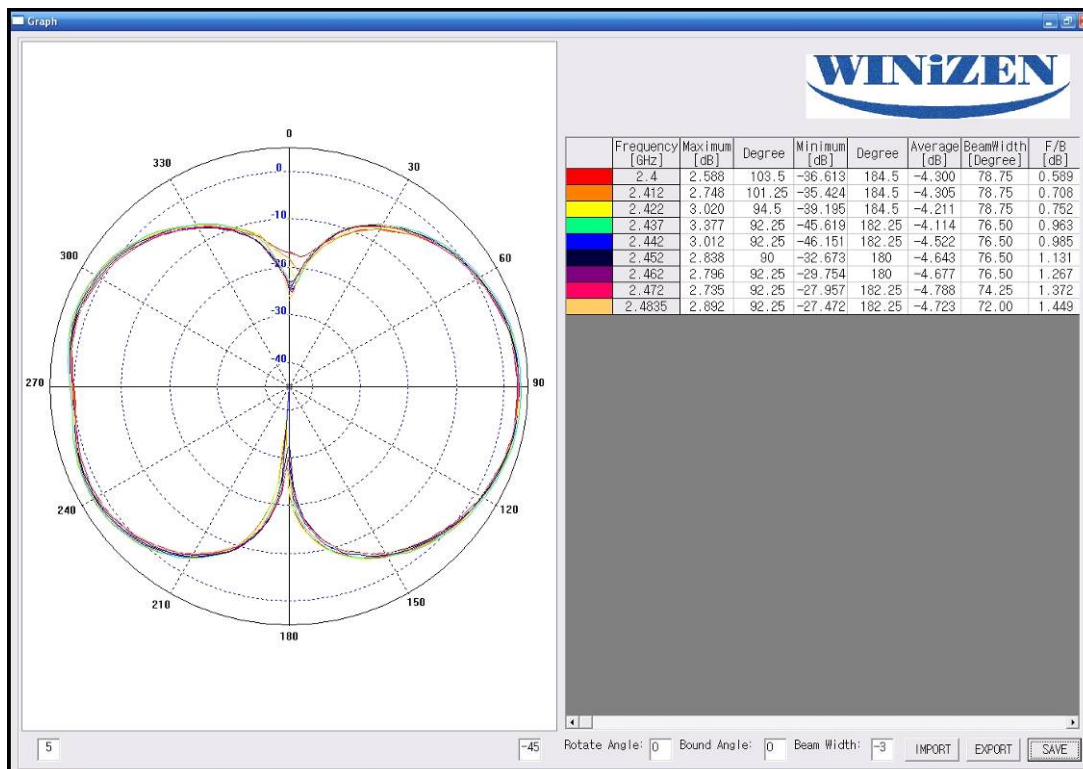 Graph
WINiZEN
0
330
30
0
-10
300
60
-20
-30
-40
270
90
240
120
210
150
180
Frequency [GHz] Maximum [dB] Degree Minimum [dB] Degree Average [dB] BeamWidth [Degree] F/B [dB]
2.4 2.588 103.5 -36.613 184.5 -4.300 78.75 0.589
2.412 2.748 101.25 -35.424 184.5 -4.305 78.75 0.708
2.422 3.020 94.5 -39.195 184.5 -4.211 78.75 0.752
2.437 3.377 92.25 -45.619 182.25 -4.114 76.50 0.963
2.442 3.012 92.25 -46.151 182.25 -4.522 76.50 0.985
2.452 2.838 90 -32.673 180 -4.643 76.50 1.131
2.462 2.796 92.25 -29.754 180 -4.677 76.50 1.267
2.472 2.735 92.25 -27.957 182.25 -4.788 74.25 1.372
2.4835 2.892 92.25 -27.472 182.25 -4.723 72.00 1.449
5 -45 Rotate Angle: 0 Bound Angle: 0 Beam Width: -3 IMPORT EXPORT SAVE